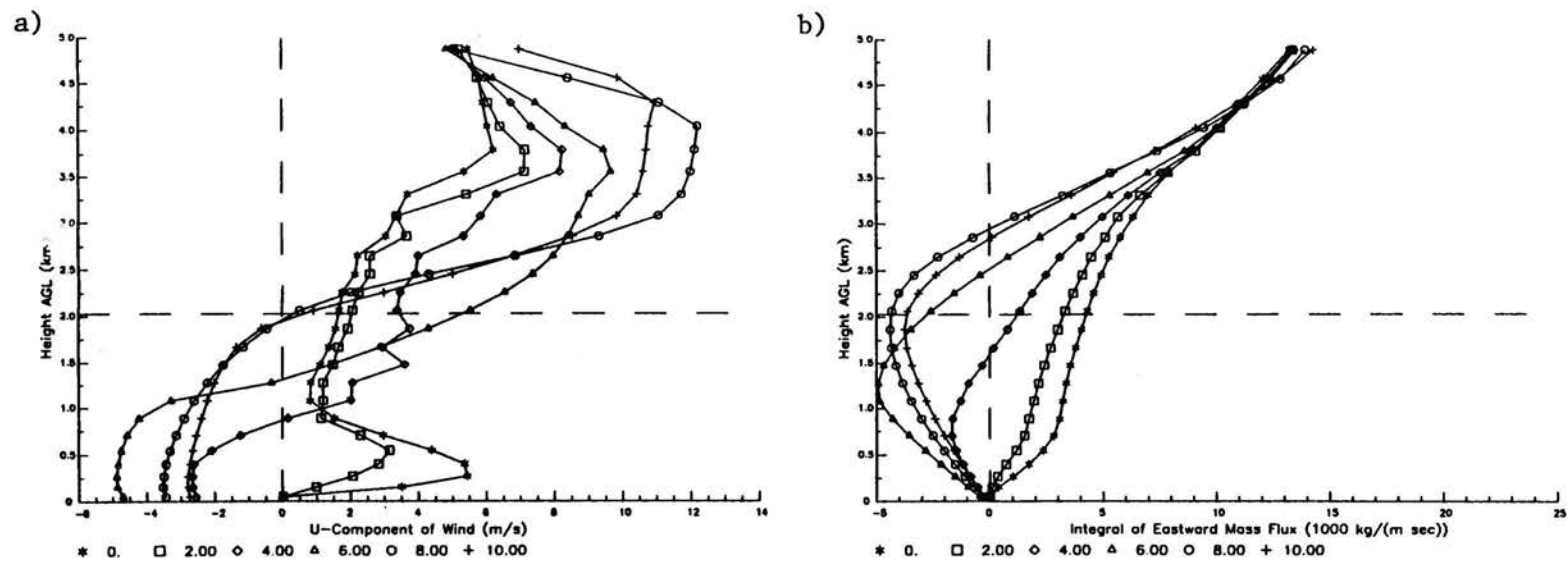 a)
5.0
4.5
4.0
3.5
3.0
2.5
2.0
1.5
1.0
0.5
0
Height AGL (km)
-6 -4 -2 0 2 4 6 8 10 12 14
U-Component of Wind (m/s)
0. 2.00 4.00 6.00 8.00 10.00
b)
5.0
4.5
4.0
3.5
3.0
2.5
2.0
1.5
1.0
0.5
0
Height AGL (km)
-5 0 5 10 15 20 25
Integral of Eastward Mass Flux (1000 kg/(m sec))
0. 2.00 4.00 6.00 8.00 10.00